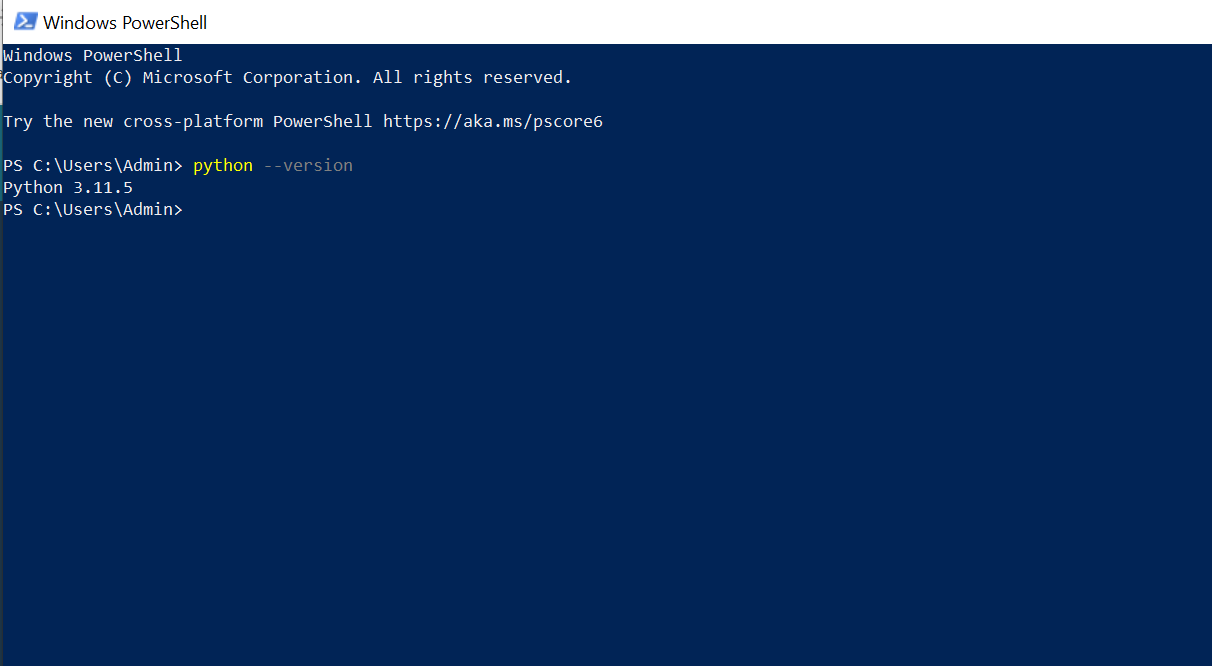 Windows PowerShell
Windows PowerShell
Copyright (C) Microsoft Corporation. All rights reserved.
Try the new cross-platform PowerShell https://aka.ms/pscore6
PS C:\Users\Admin> python --version
Python 3.11.5
PS C:\Users\Admin>